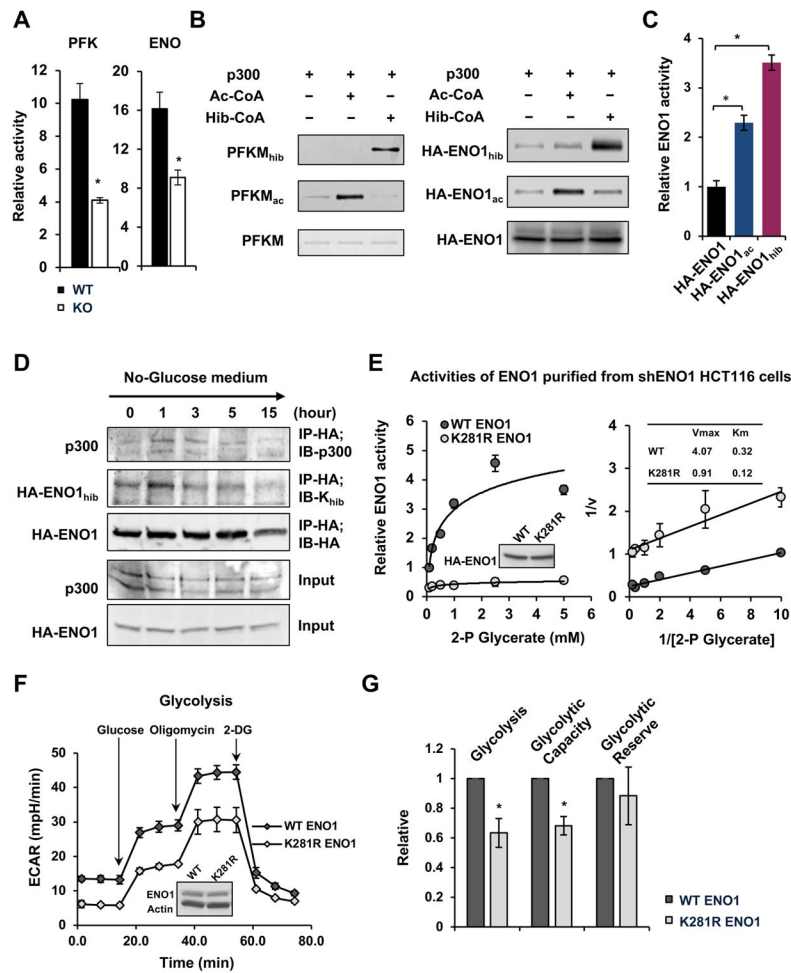 A
PFK
ENO
Relative activity
12
10
8
6
4
2
0
20
16
12
8
4
0
*
*
WT
KO
B
p300 + + +
Ac-CoA – + –
Hib-CoA – – +
PFKMhib
PFKMac
PFKM
p300 + + +
Ac-CoA – + –
Hib-CoA – – +
HA-ENO1hib
HA-ENO1ac
HA-ENO1
C
Relative ENO1 activity
4
3
2
1
0
*
*
HA-ENO1
HA-ENO1ac
HA-ENO1hib
D
No-Glucose medium
0 1 3 5 15 (hour)
p300
IP-HA;
IB-p300
HA-ENO1hib
IP-HA;
IB-Khib
HA-ENO1
IP-HA;
IB-HA
p300
Input
HA-ENO1
Input
E
Activities of ENO1 purified from shENO1 HCT116 cells
Relative ENO1 activity
6
5
4
3
2
1
0
WT ENO1
K281R ENO1
WT
K281R
HA-ENO1
0 1 2 3 4 5 6
2-P Glycerate (mM)
1/v
4
3
2
1
0
Vmax Km
WT 4.07 0.32
K281R 0.91 0.12
0 2 4 6 8 10
1/[2-P Glycerate]
F
Glycolysis
Glucose Oligomycin 2-DG
ECAR (mpH/min)
50
40
30
20
10
0
WT ENO1
K281R ENO1
WT
K281R
ENO1
Actin
0.0 20.0 40.0 60.0 80.0
Time (min)
G
Glycolysis
Glycolytic
Capacity
Glycolytic
Reserve
Relative
1.2
1
0.8
0.6
0.4
0.2
0
*
*
WT ENO1
K281R ENO1